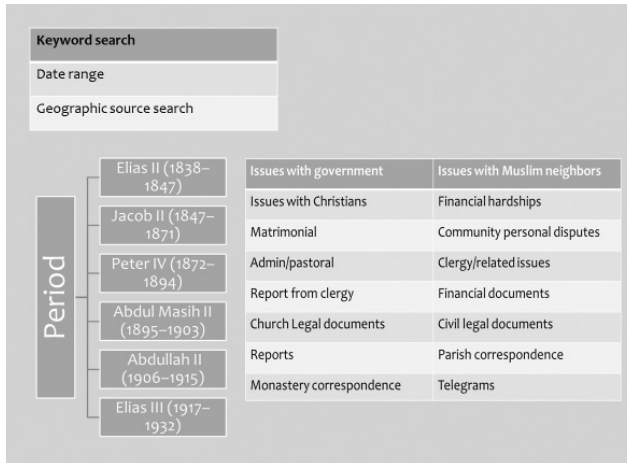 Keyword search
Date range
Geographic source search
Period
Elias II (1838–
1847)
Jacob II (1847–
1871)
Peter IV (1872–
1894)
Abdul Masih II
(1895–1903)
Abdullah II
(1906–1915)
Elias III (1917–
1932)
Issues with government Issues with Muslim neighbors
Issues with Christians Financial hardships
Matrimonial Community personal disputes
Admin/pastoral Clergy/related issues
Report from clergy Financial documents
Church Legal documents Civil legal documents
Reports Parish correspondence
Monastery correspondence Telegrams